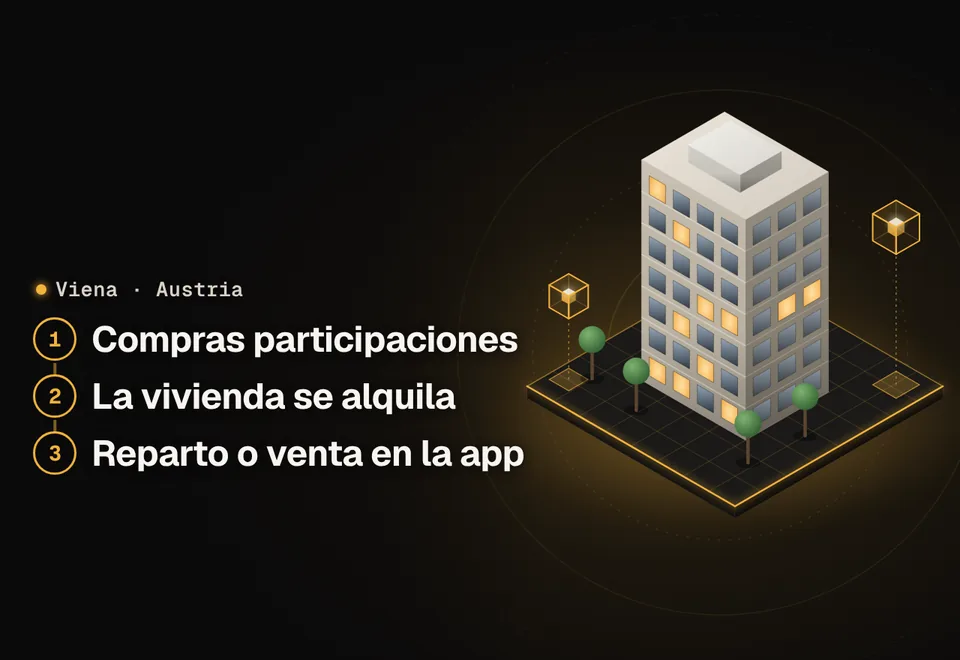 Viena · Austria
1 Compras participaciones
2 La vivienda se alquila
3 Reparto o venta en la app